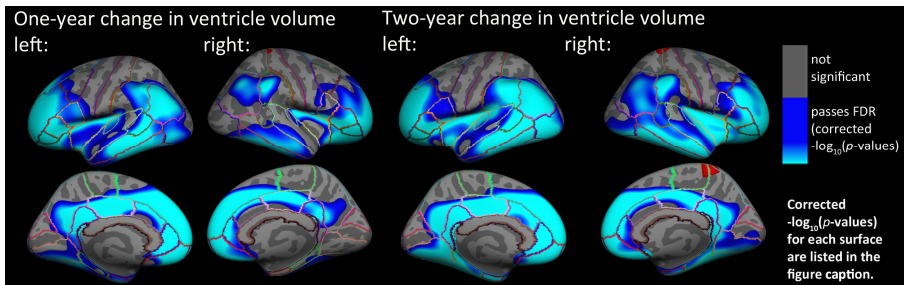 One-year change in ventricle volume
left:
right:
Two-year change in ventricle volume
left:
right:
not
significant
passes FDR
(corrected
-log₁₀(p-values)
Corrected
-log₁₀(p-values)
for each surface
are listed in the
figure caption.